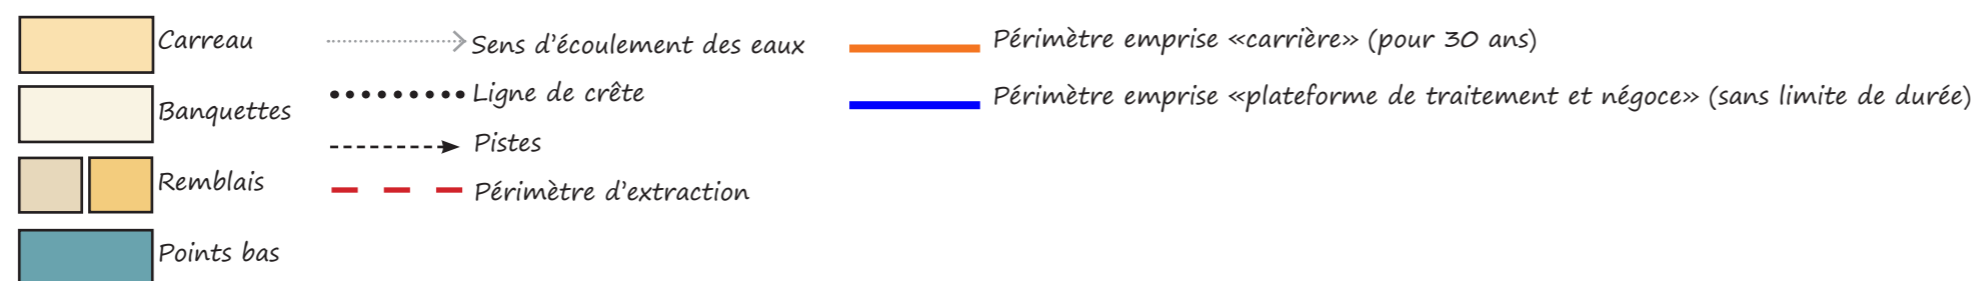 Carreau
Banquettes
Remblais
Points bas
Sens d'écoulement des eaux
Ligne de crête
Pistes
Périmètre d'extraction
Périmètre emprise «carrière» (pour 30 ans)
Périmètre emprise «plateforme de traitement et négoce» (sans limite de durée)